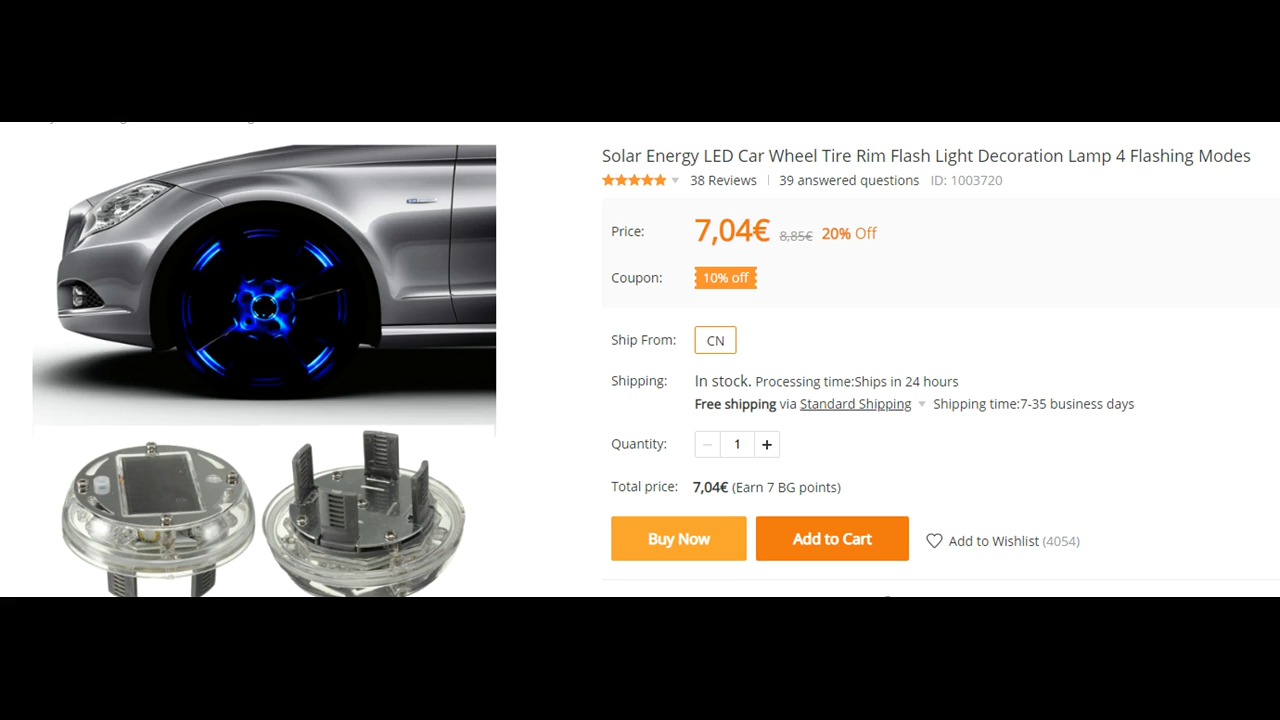 Solar Energy LED Car Wheel Tire Rim Flash Light Decoration Lamp 4 Flashing Modes
38 Reviews | 39 answered questions ID: 1003720
Price: 7,04€ 8,85€ 20% Off
Coupon: 10% off
Ship From: CN
Shipping: In stock. Processing time:Ships in 24 hours
Free shipping via Standard Shipping Shipping time:7-35 business days
Quantity: − 1 +
Total price: 7,04€ (Earn 7 BG points)
Buy Now Add to Cart Add to Wishlist (4054)